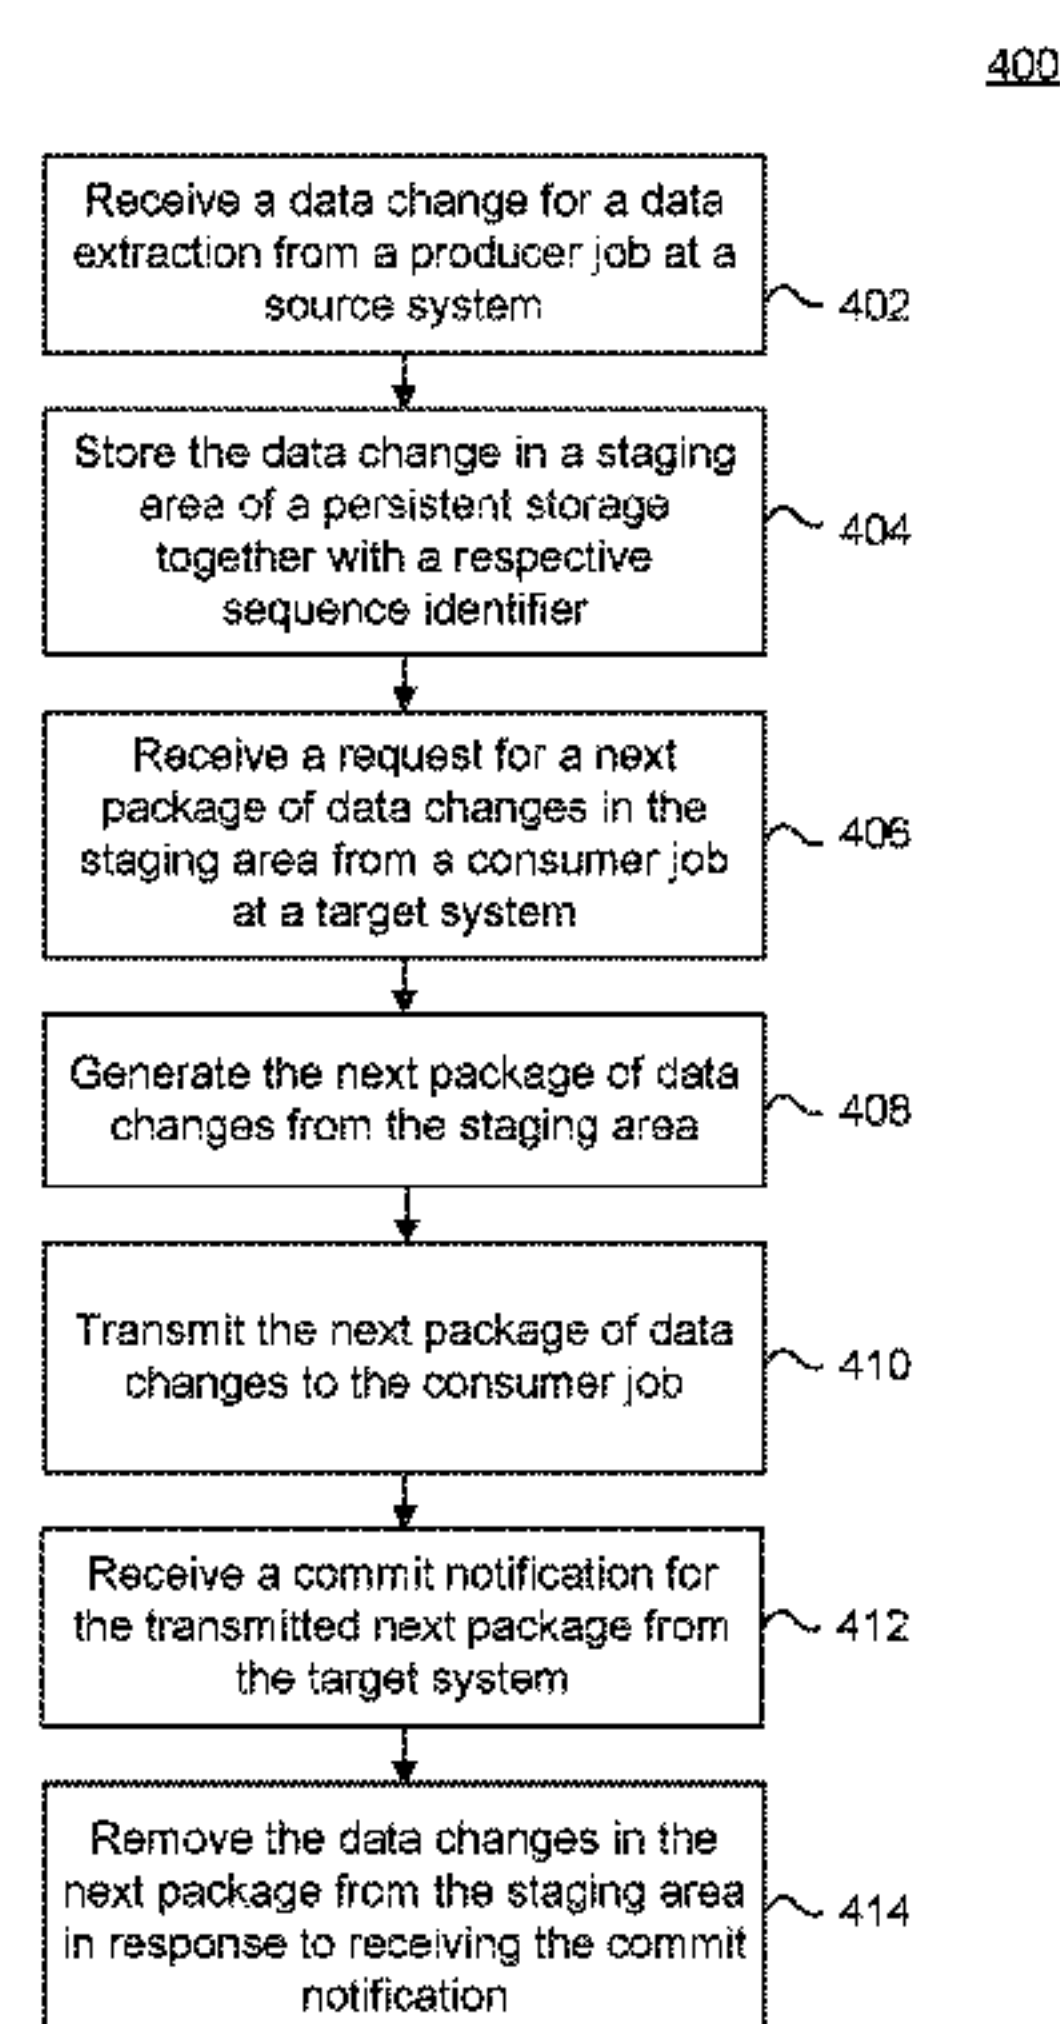 400
Receive a data change for a data
extraction from a producer job at a
source system
402
Store the data change in a staging
area of a persistent storage
together with a respective
sequence identifier
404
Receive a request for a next
package of data changes in the
staging area from a consumer job
at a target system
406
Generate the next package of data
changes from the staging area
408
Transmit the next package of data
changes to the consumer job
410
Receive a commit notification for
the transmitted next package from
the target system
412
Remove the data changes in the
next package from the staging area
in response to receiving the commit
notification
414